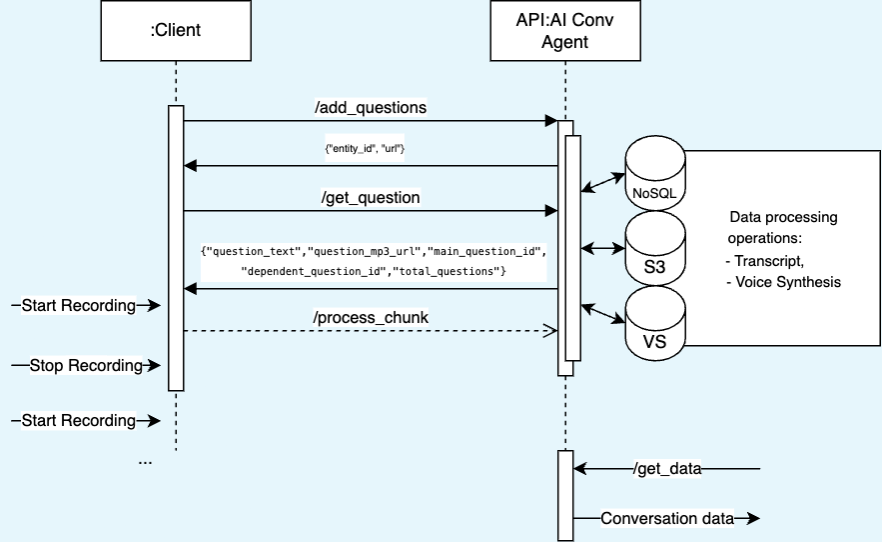 :Client
API:AI Conv
Agent
/add_questions
{"entity_id", "url"}
/get_question
NoSQL
{"question_text","question_mp3_url","main_question_id",
"dependent_question_id","total_questions"}
S3
Data processing
operations:
- Transcript,
- Voice Synthesis
Start Recording
/process_chunk
VS
Stop Recording
Start Recording
...
/get_data
Conversation data